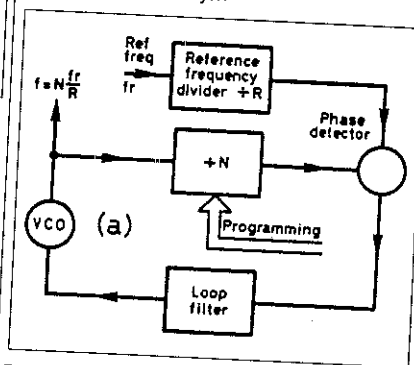 Ref
freq
fr
Reference
frequency
divider ÷R
f=N fr/R
Phase
detector
÷N
VCO
(a)
Programming
Loop
filter